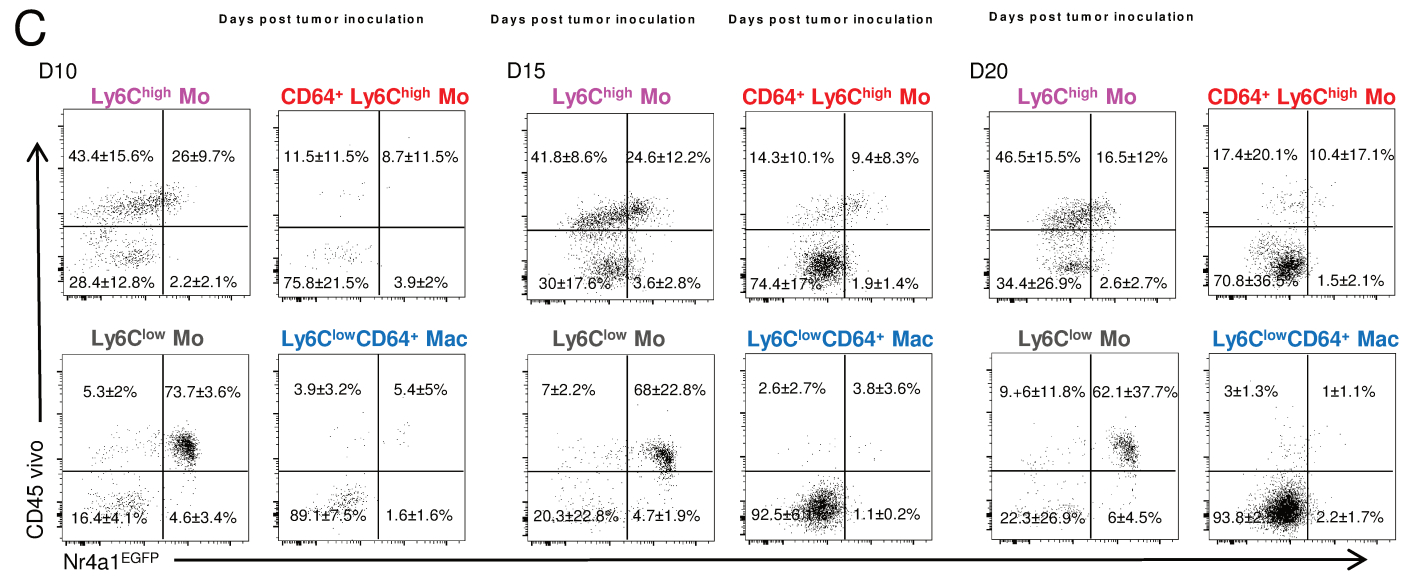 C
Days post tumor inoculation Days post tumor inoculation Days post tumor inoculation Days post tumor inoculation
D10 D15 D20
Ly6Chigh Mo CD64+ Ly6Chigh Mo Ly6Chigh Mo CD64+ Ly6Chigh Mo Ly6Chigh Mo CD64+ Ly6Chigh Mo
43.4±15.6% 26±9.7% 11.5±11.5% 8.7±11.5% 41.8±8.6% 24.6±12.2% 14.3±10.1% 9.4±8.3% 46.5±15.5% 16.5±12% 17.4±20.1% 10.4±17.1%
28.4±12.8% 2.2±2.1% 75.8±21.5% 3.9±2% 30±17.6% 3.6±2.8% 74.4±17% 1.9±1.4% 34.4±26.9% 2.6±2.7% 70.8±36.5% 1.5±2.1%
Ly6Clow Mo Ly6ClowCD64+ Mac Ly6Clow Mo Ly6ClowCD64+ Mac Ly6Clow Mo Ly6ClowCD64+ Mac
5.3±2% 73.7±3.6% 3.9±3.2% 5.4±5% 7±2.2% 68±22.8% 2.6±2.7% 3.8±3.6% 9.+6±11.8% 62.1±37.7% 3±1.3% 1±1.1%
16.4±4.1% 4.6±3.4% 89.1±7.5% 1.6±1.6% 20.3±22.8% 4.7±1.9% 1.1±0.2% 22.3±26.9% 6±4.5% 2.2±1.7%
CD45 vivo
Nr4a1EGFP